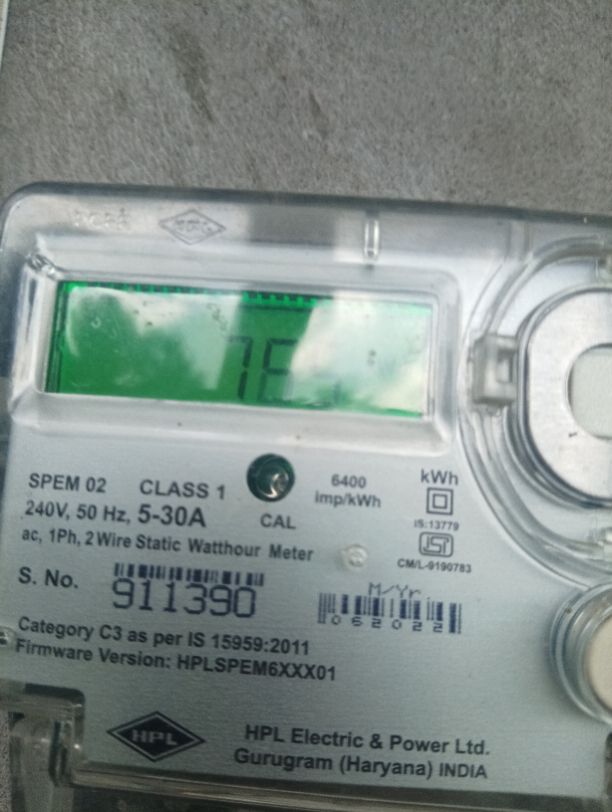 SPEM 02 CLASS 1
6400
imp/kWh
kWh
240V, 50 Hz, 5-30A
CAL
IS:13779
ISI
ac, 1Ph, 2 Wire Static Watthour Meter
CM/L-9190783
S. No.
911390
M/Yr.
062022
Category C3 as per IS 15959:2011
Firmware Version: HPLSPEM6XXX01
HPL
HPL Electric & Power Ltd.
Gurugram (Haryana) INDIA